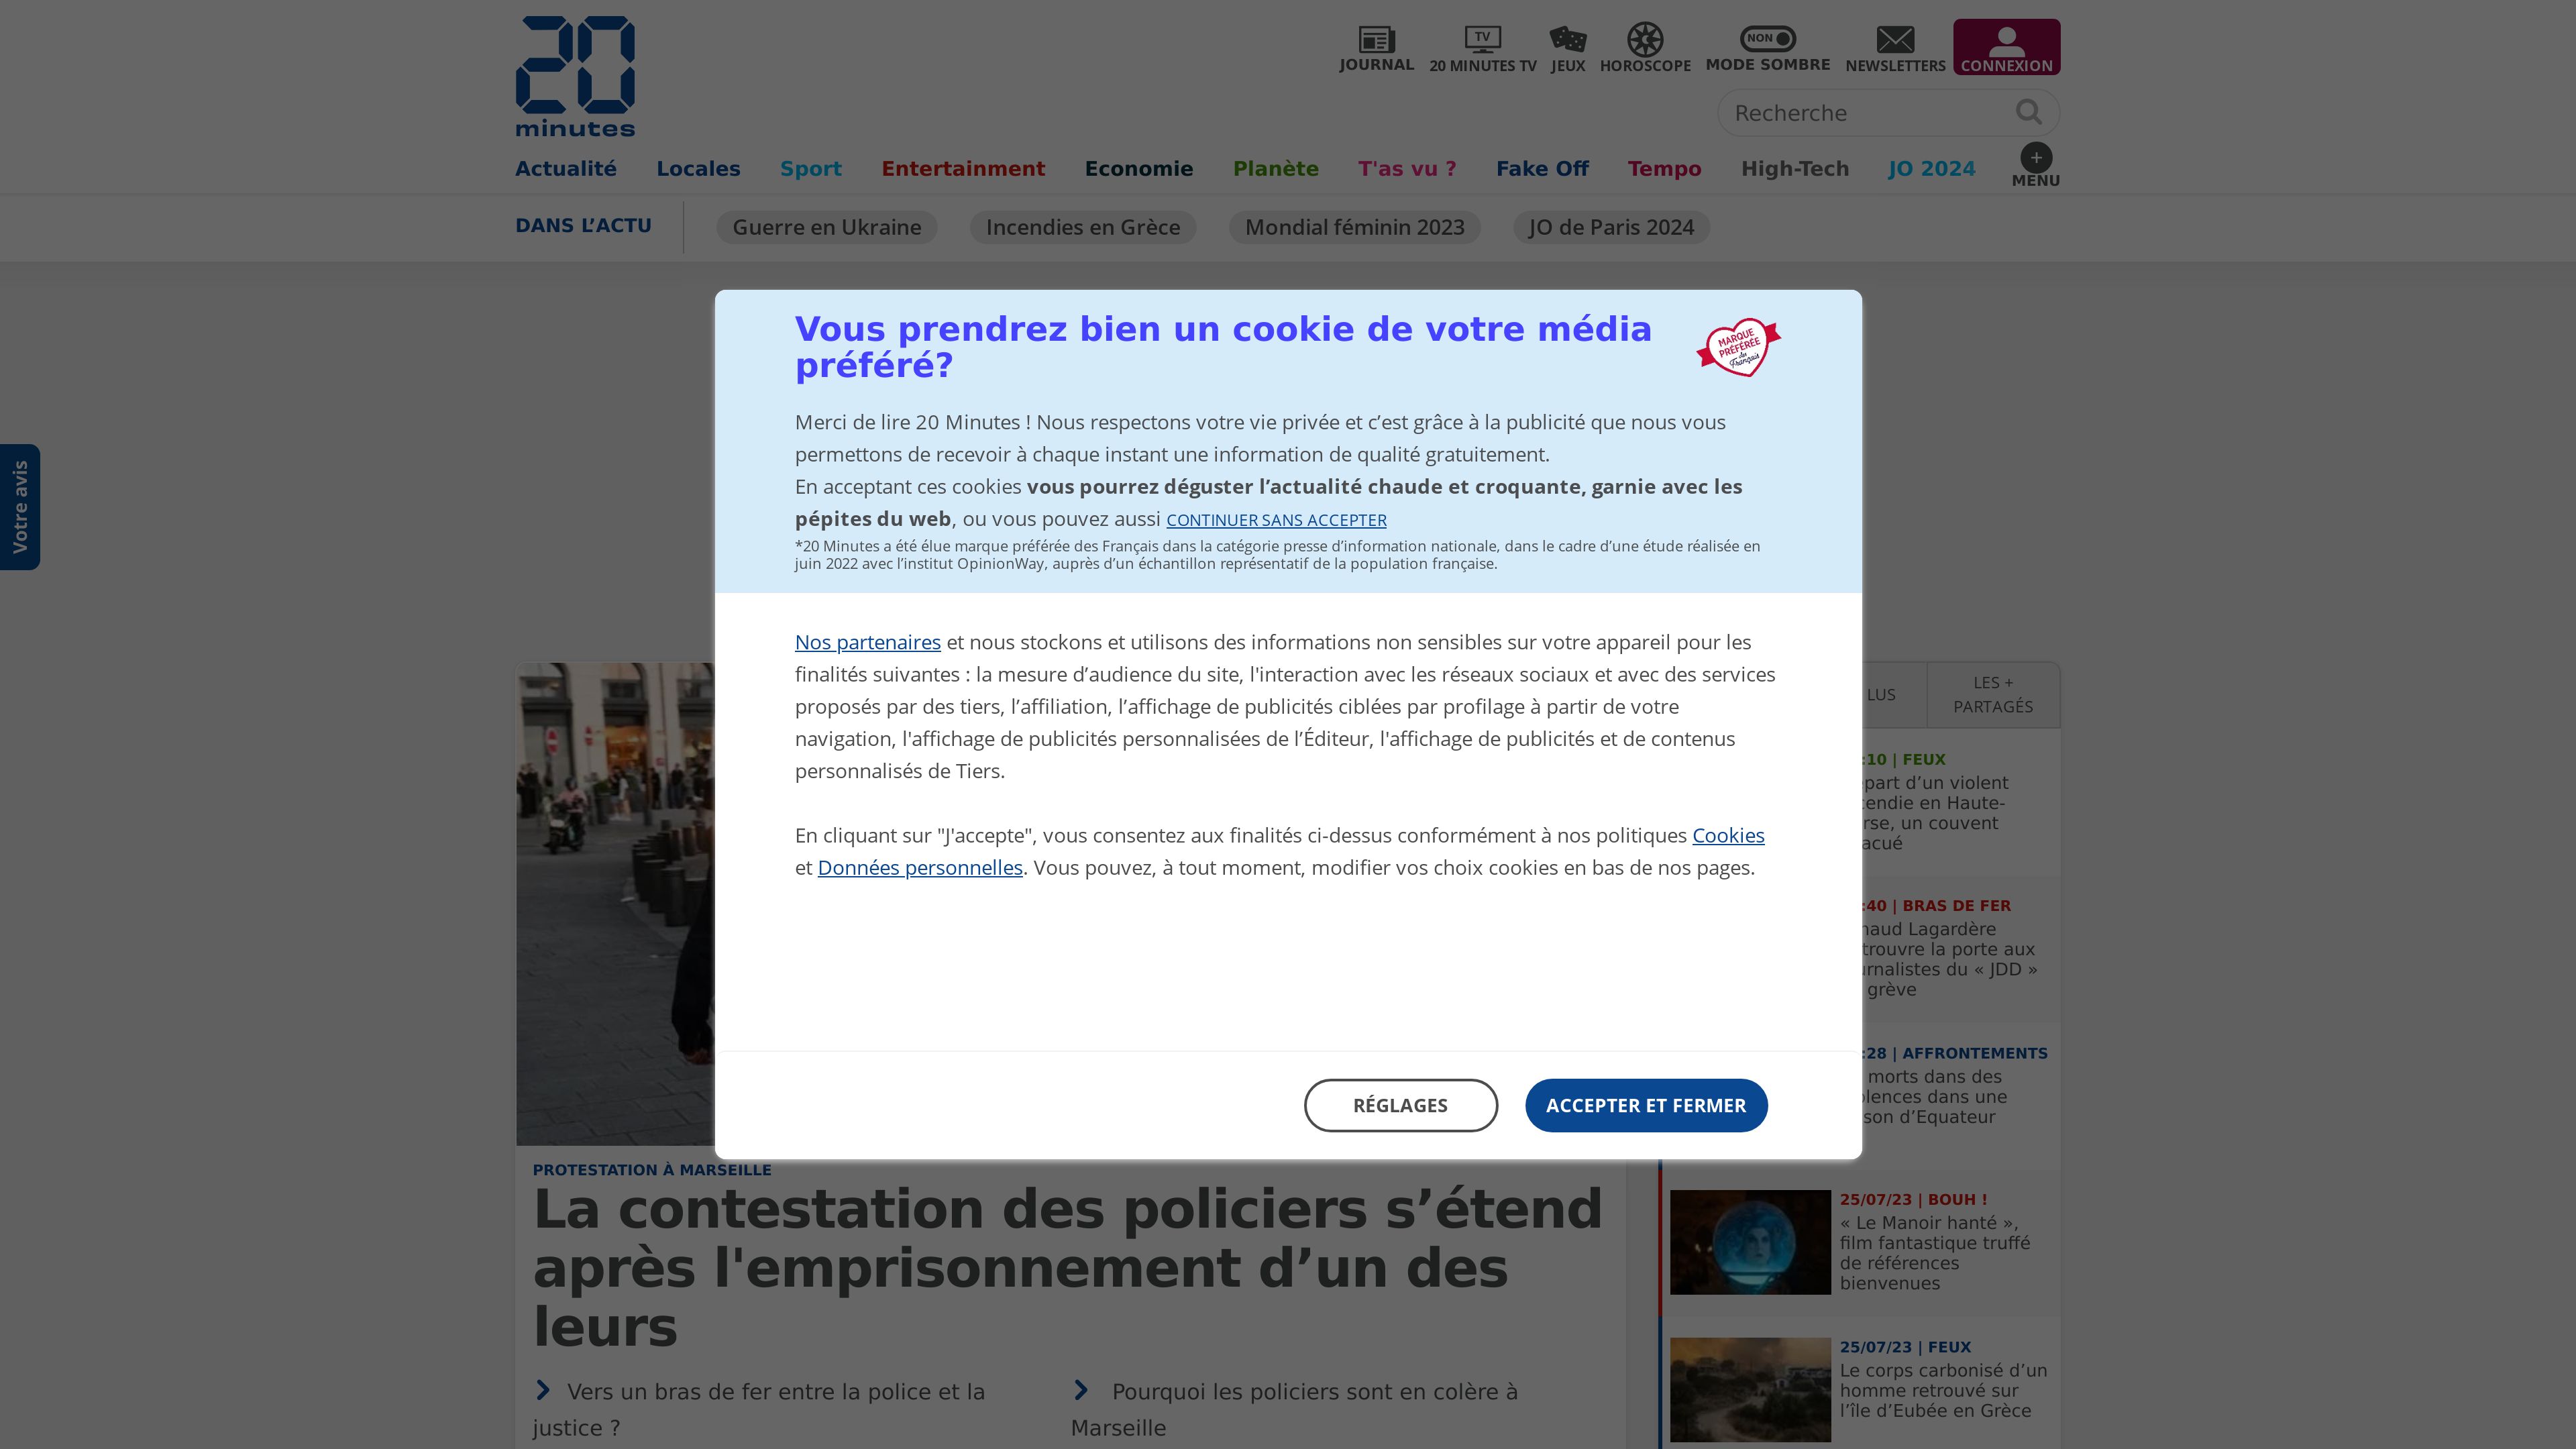 20
minutes
JOURNAL
TV
20 MINUTES TV
JEUX
HOROSCOPE
NON
MODE SOMBRE
NEWSLETTERS
CONNEXION
Recherche
Actualité
Locales
Sport
Entertainment
Economie
Planète
T'as vu ?
Fake Off
Tempo
High-Tech
JO 2024
MENU
DANS L’ACTU
Guerre en Ukraine
Incendies en Grèce
Mondial féminin 2023
JO de Paris 2024
Votre avis
Vous prendrez bien un cookie de votre média
préféré?
MARQUE
PRÉFÉRÉE
des
Français
Merci de lire 20 Minutes ! Nous respectons votre vie privée et c’est grâce à la publicité que nous vous
permettons de recevoir à chaque instant une information de qualité gratuitement.
En acceptant ces cookies vous pourrez déguster l’actualité chaude et croquante, garnie avec les
pépites du web, ou vous pouvez aussi CONTINUER SANS ACCEPTER
*20 Minutes a été élue marque préférée des Français dans la catégorie presse d’information nationale, dans le cadre d’une étude réalisée en
juin 2022 avec l’institut OpinionWay, auprès d’un échantillon représentatif de la population française.
Nos partenaires et nous stockons et utilisons des informations non sensibles sur votre appareil pour les
finalités suivantes : la mesure d’audience du site, l'interaction avec les réseaux sociaux et avec des services
proposés par des tiers, l’affiliation, l’affichage de publicités ciblées par profilage à partir de votre
navigation, l'affichage de publicités personnalisées de l’Éditeur, l'affichage de publicités et de contenus
personnalisés de Tiers.
En cliquant sur "J'accepte", vous consentez aux finalités ci-dessus conformément à nos politiques Cookies
et Données personnelles. Vous pouvez, à tout moment, modifier vos choix cookies en bas de nos pages.
RÉGLAGES
ACCEPTER ET FERMER
LUS
LES +
PARTAGÉS
:10 | FEUX
part d’un violent
cendie en Haute-
rse, un couvent
acué
:40 | BRAS DE FER
naud Lagardère
trouvre la porte aux
urnalistes du « JDD »
grève
:28 | AFFRONTEMENTS
morts dans des
olences dans une
son d’Equateur
25/07/23 | BOUH !
« Le Manoir hanté »,
film fantastique truffé
de références
bienvenues
25/07/23 | FEUX
Le corps carbonisé d’un
homme retrouvé sur
l’île d’Eubée en Grèce
PROTESTATION À MARSEILLE
La contestation des policiers s’étend
après l'emprisonnement d’un des
leurs
Vers un bras de fer entre la police et la
justice ?
Pourquoi les policiers sont en colère à
Marseille